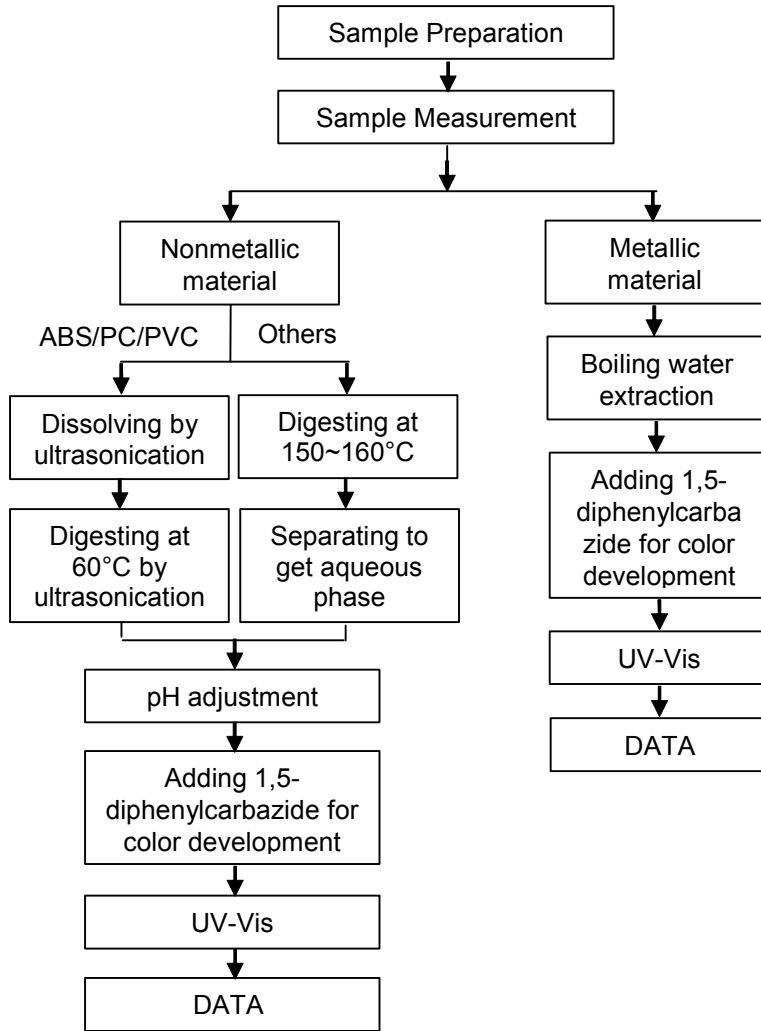 Sample Preparation
Sample Measurement
Nonmetallic
material
ABS/PC/PVC
Others
Dissolving by
ultrasonication
Digesting at
150~160°C
Digesting at
60°C by
ultrasonication
Separating to
get aqueous
phase
pH adjustment
Adding 1,5-
diphenylcarbazide for
color development
UV-Vis
DATA
Metallic
material
Boiling water
extraction
Adding 1,5-
diphenylcarba
zide for color
development
UV-Vis
DATA